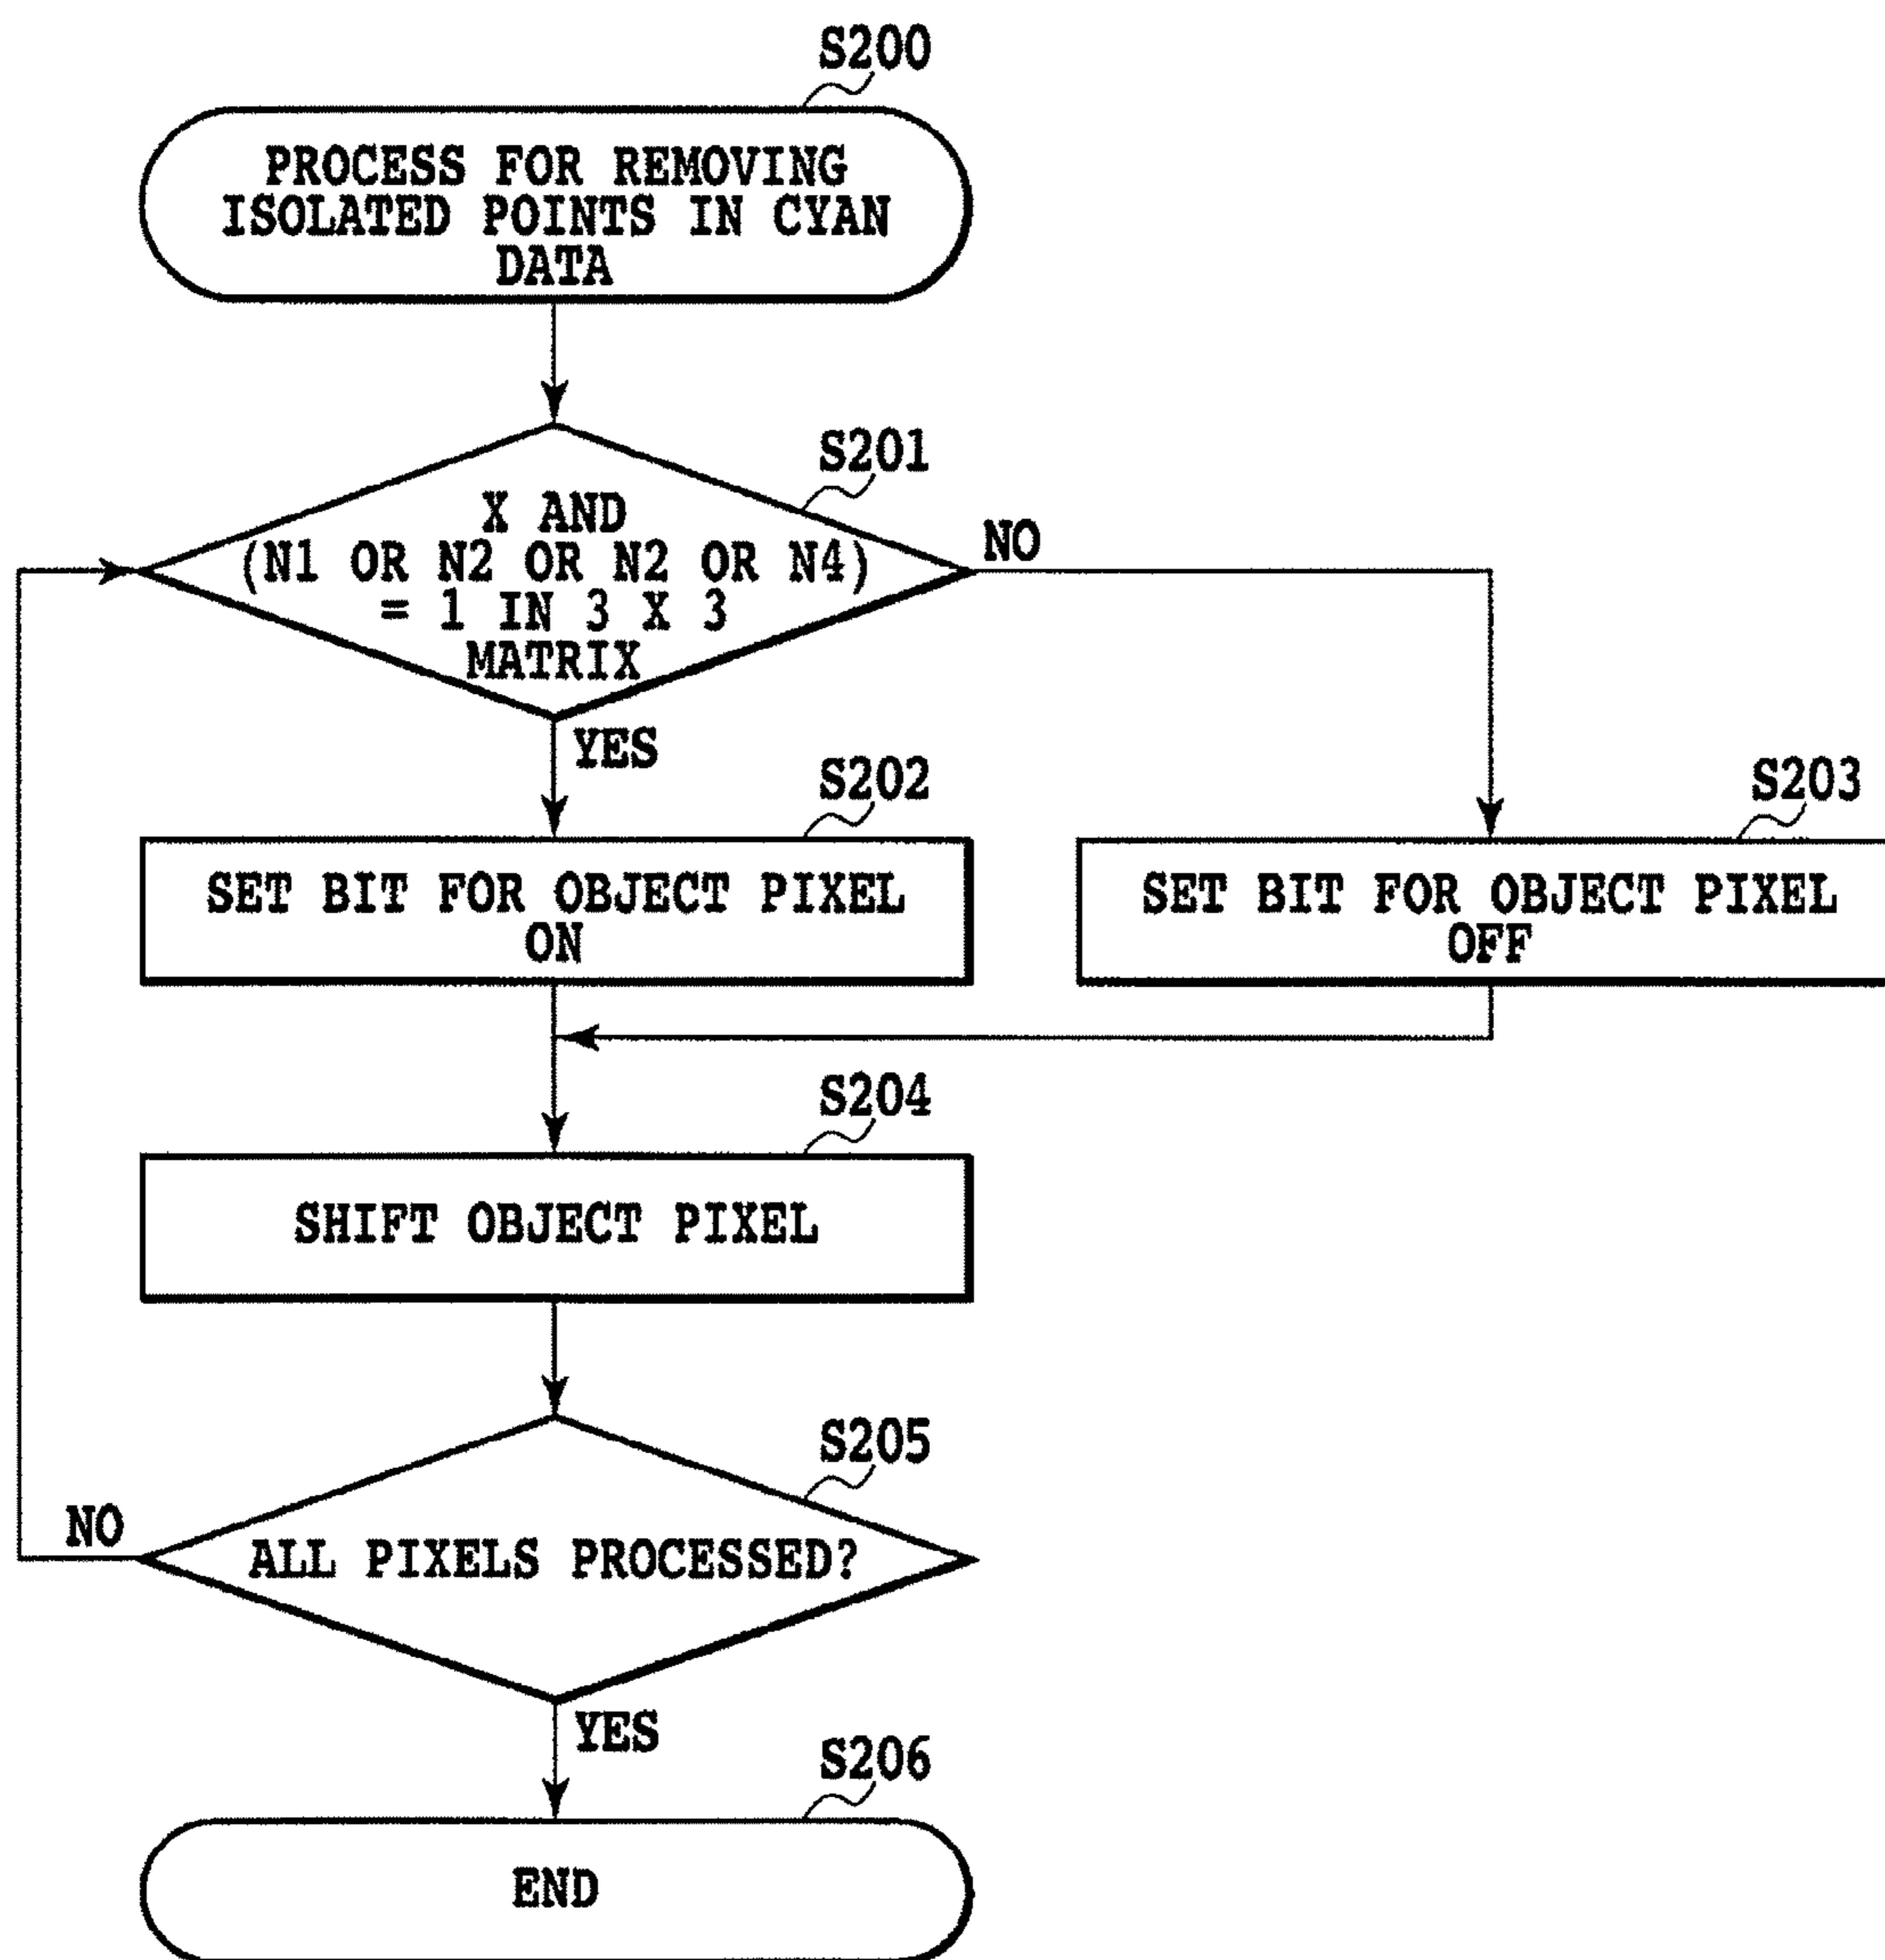 S200
PROCESS FOR REMOVING
ISOLATED POINTS IN CYAN
DATA
S201
X AND
(N1 OR N2 OR N2 OR N4)
= 1 IN 3 X 3
MATRIX
NO
YES
S202
SET BIT FOR OBJECT PIXEL
ON
S203
SET BIT FOR OBJECT PIXEL
OFF
S204
SHIFT OBJECT PIXEL
S205
ALL PIXELS PROCESSED?
NO
YES
S206
END